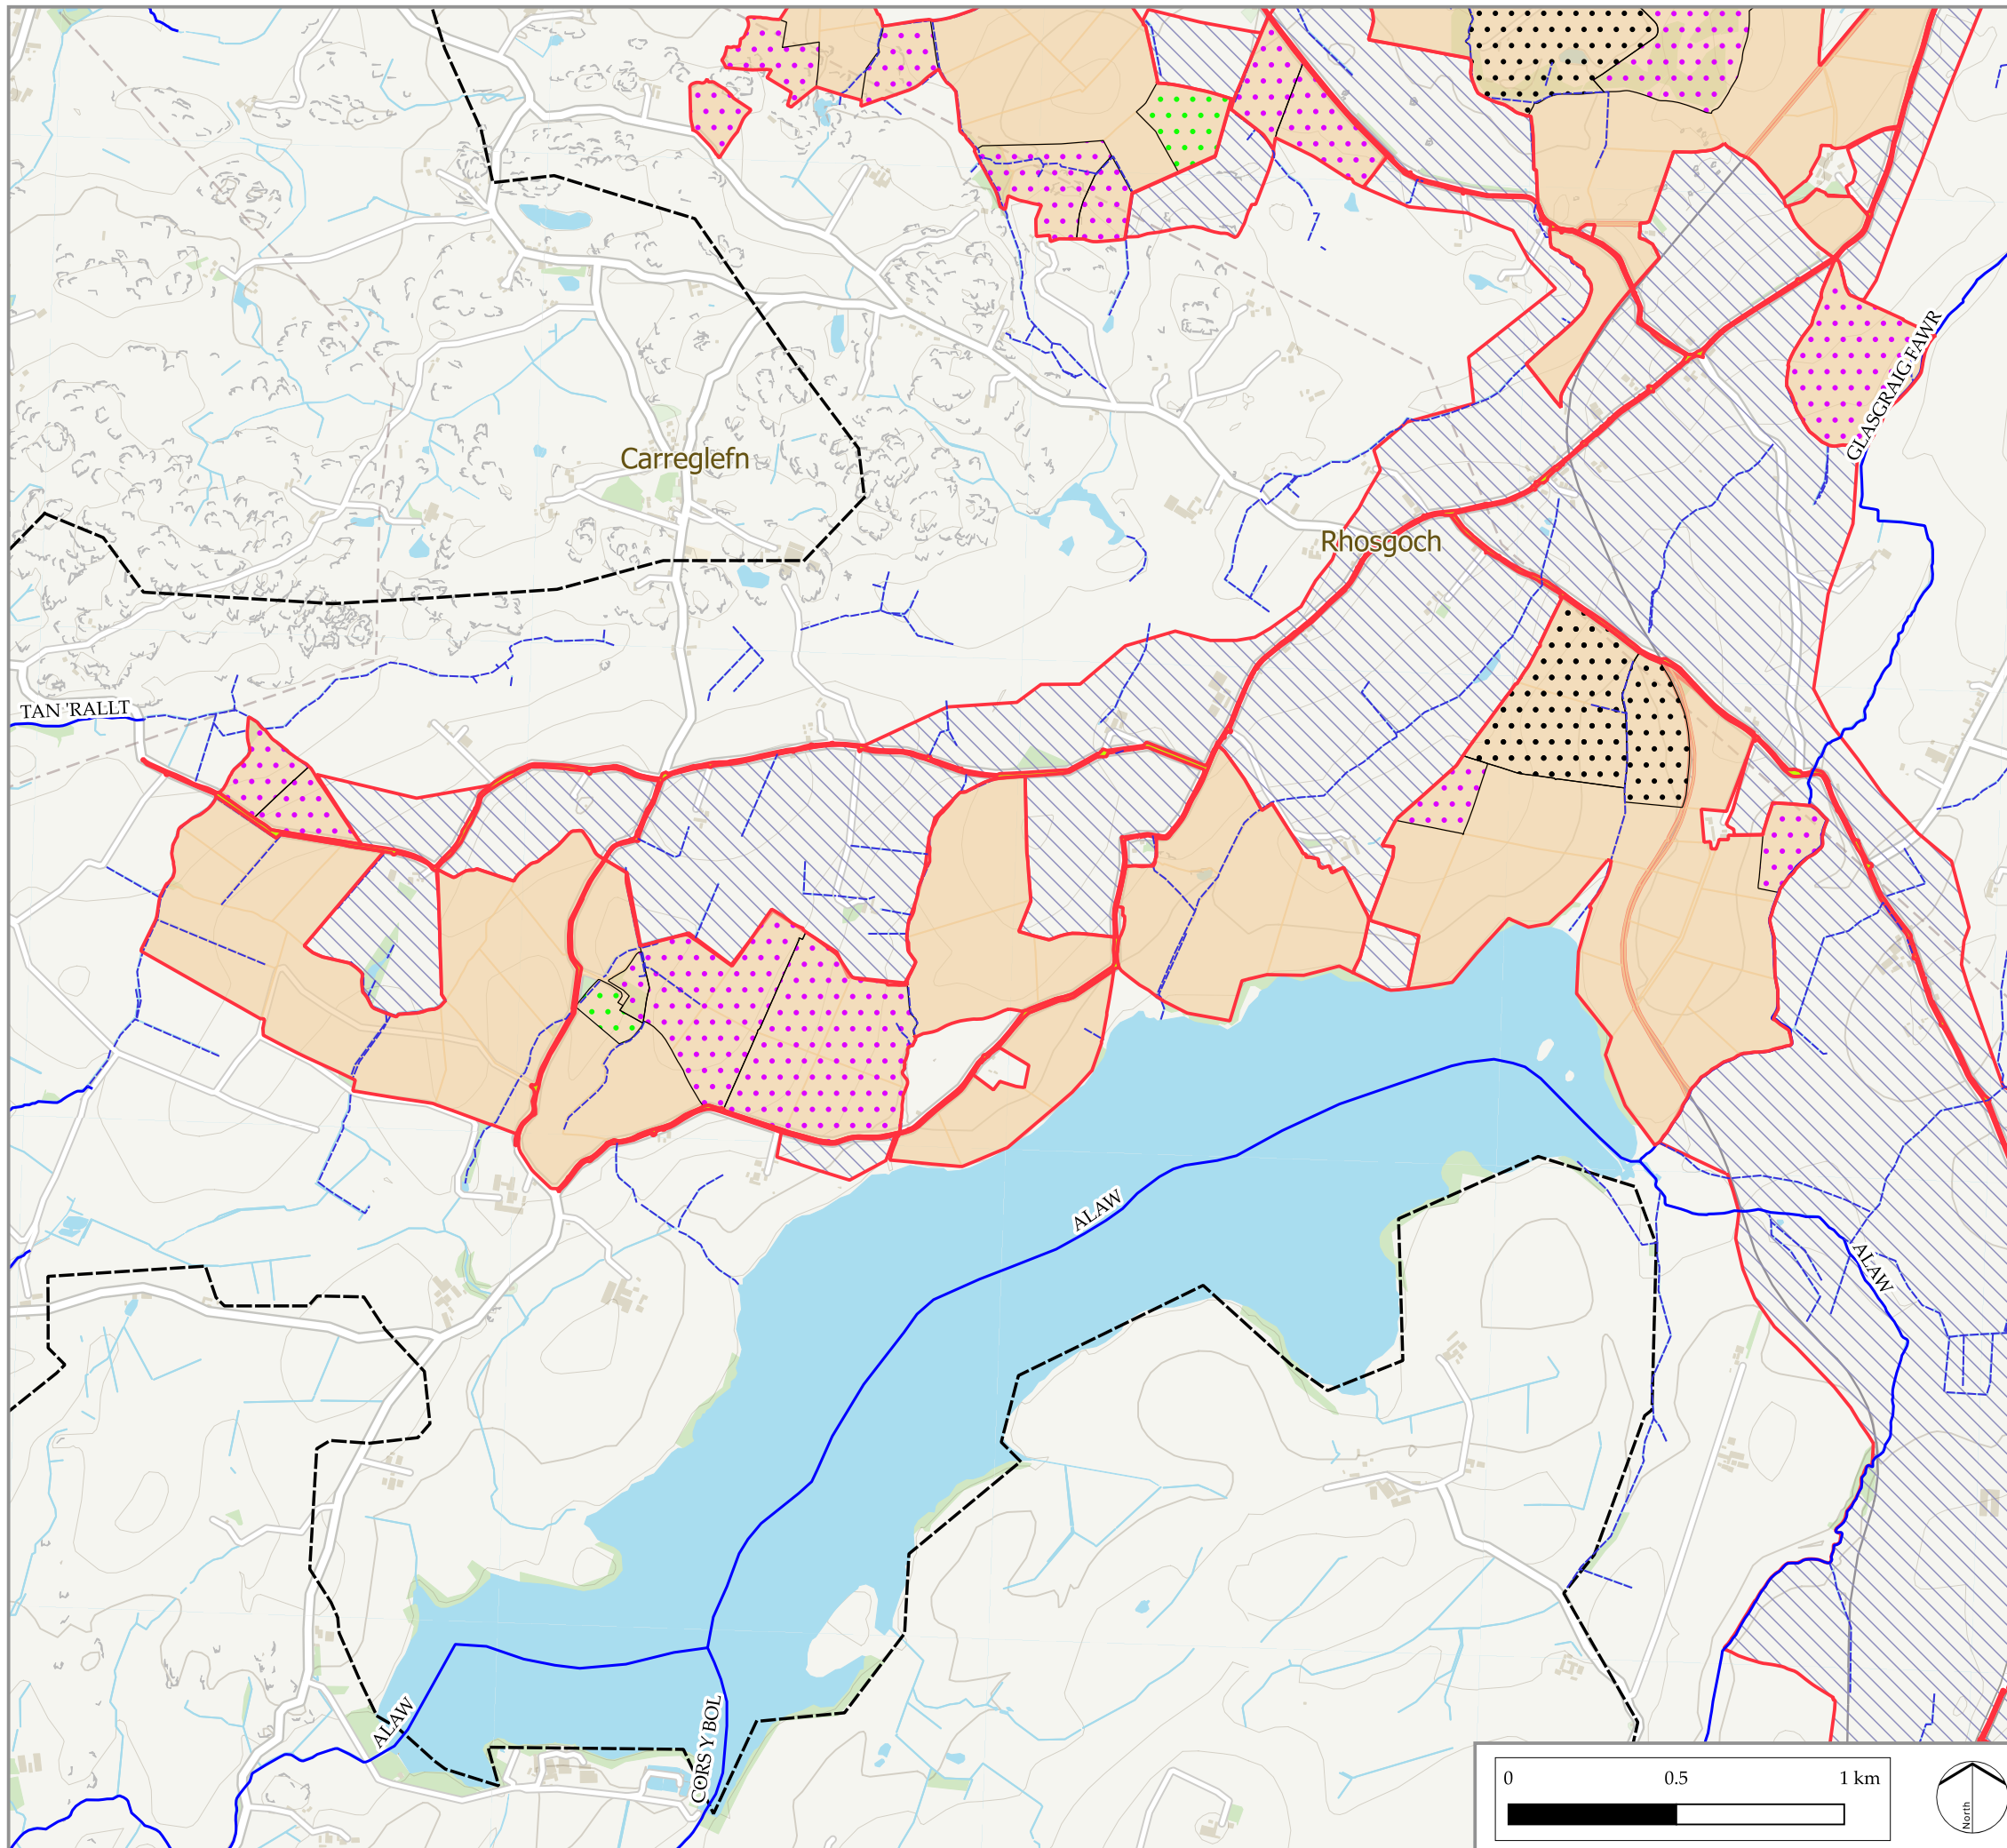 GLASGRAIG FAWR
Carreglefn
Rhosgoch
TAN 'RALLT
ALAW
ALAW
ALAW
CORS Y BOL
0 0.5 1 km
North